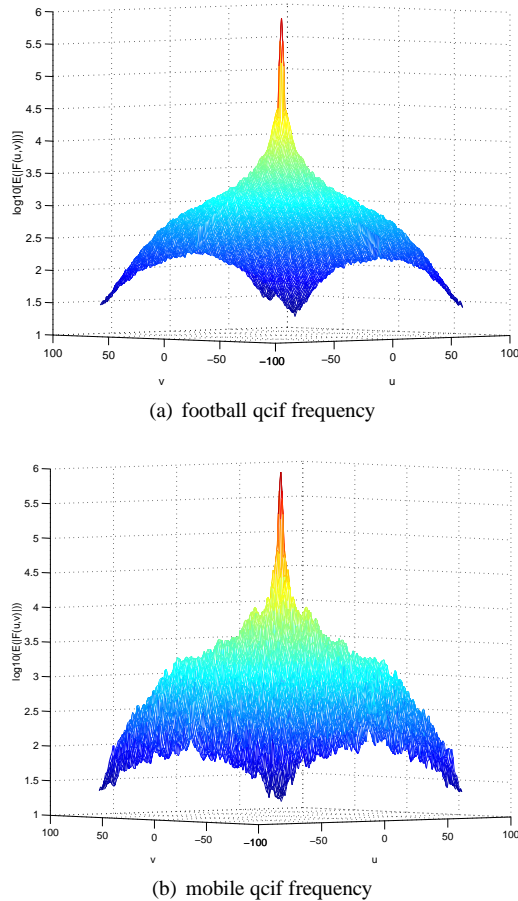 6
5.5
5
4.5
4
3.5
3
2.5
2
1.5
1
log10[E(|F(u,v)|)]
100 50 0 −50 −100 −50 0 50 100
v u
(a) football qcif frequency
6
5.5
5
4.5
4
3.5
3
2.5
2
1.5
1
log10(E(|F(u,v)|))
100 50 0 −50 −100 −50 0 50 100
v u
(b) mobile qcif frequency